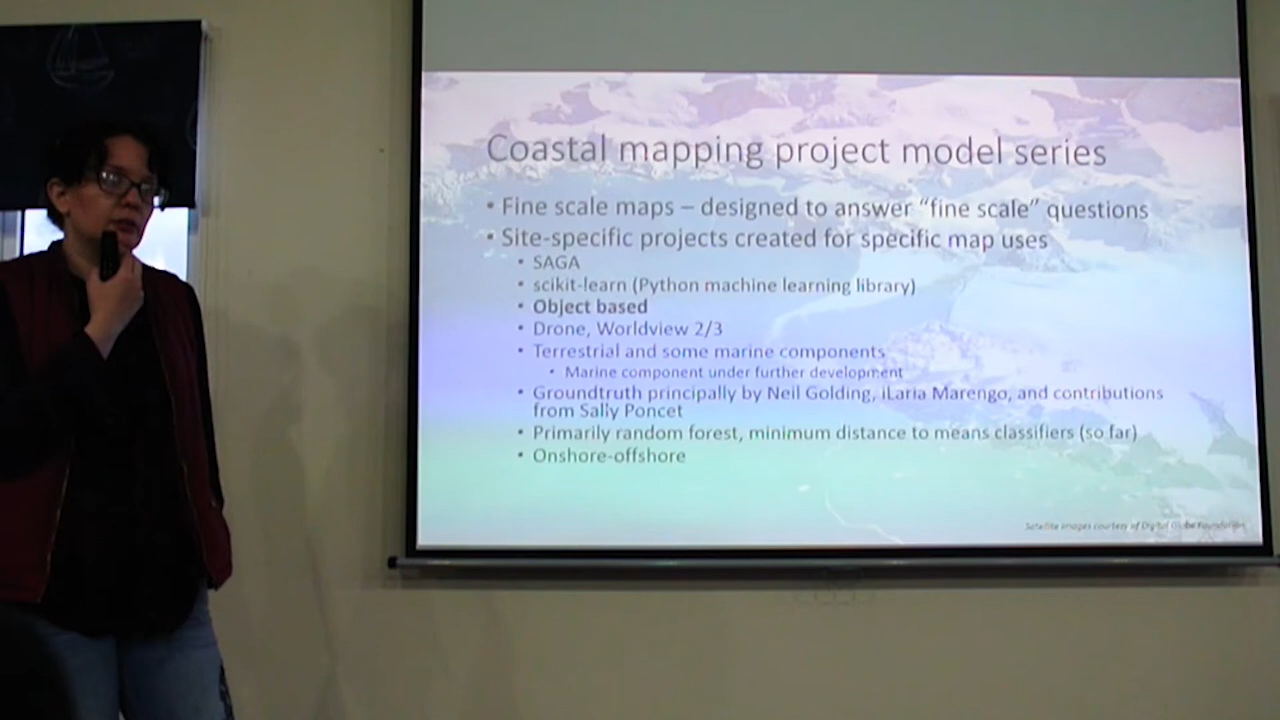 Coastal mapping project model series
• Fine scale maps – designed to answer “fine scale” questions
• Site-specific projects created for specific map uses
• SAGA
• scikit-learn (Python machine learning library)
• Object based
• Drone, Worldview 2/3
• Terrestrial and some marine components
• Marine component under further development
• Groundtruth principally by Neil Golding, iLaria Marengo, and contributions
from Sally Poncet
• Primarily random forest, minimum distance to means classifiers (so far)
• Onshore-offshore
Satellite images courtesy of Digital Globe Foundation